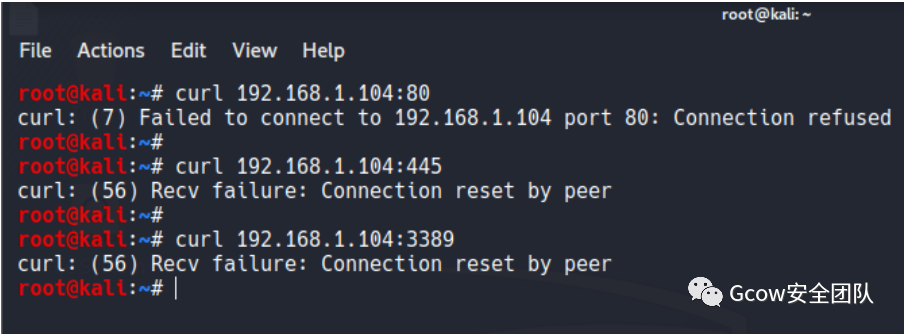 root@kali: ~
File Actions Edit View Help
root@kali:~# curl 192.168.1.104:80
curl: (7) Failed to connect to 192.168.1.104 port 80: Connection refused
root@kali:~#
root@kali:~# curl 192.168.1.104:445
curl: (56) Recv failure: Connection reset by peer
root@kali:~#
root@kali:~# curl 192.168.1.104:3389
curl: (56) Recv failure: Connection reset by peer
root@kali:~#
Gcow安全团队